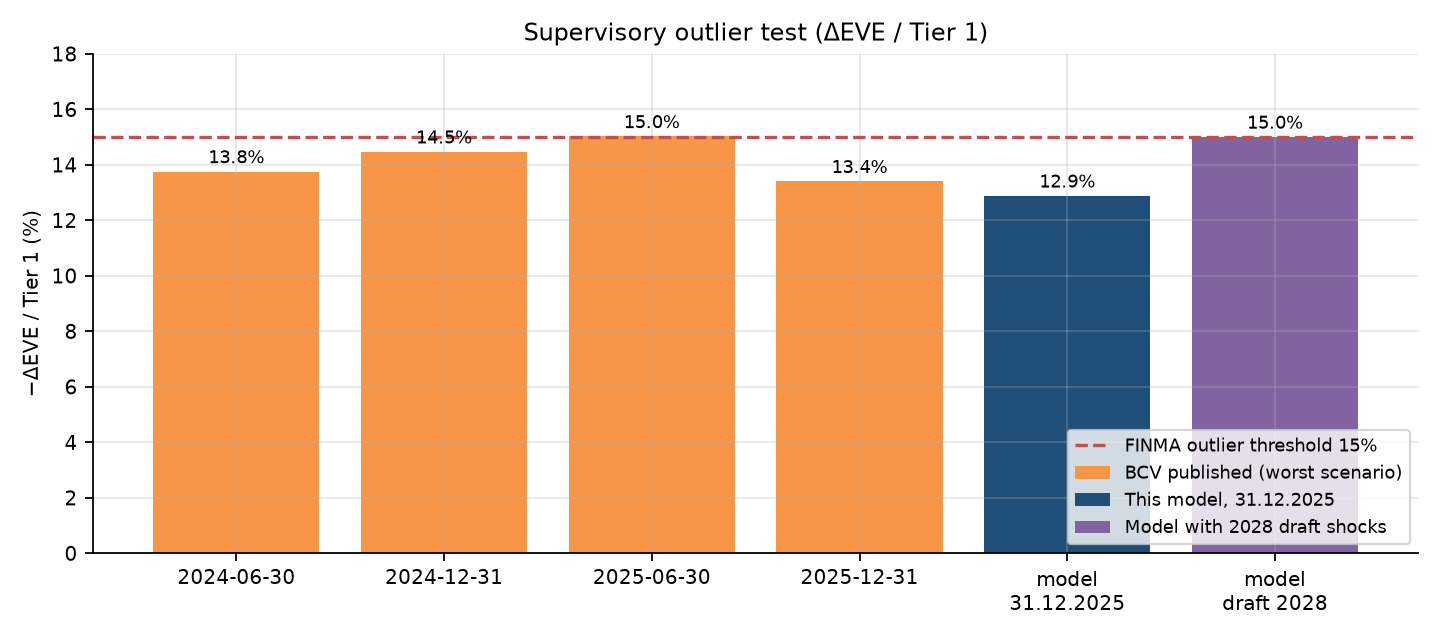 Supervisory outlier test (ΔEVE / Tier 1)
−ΔEVE / Tier 1 (%)
18
16
14
12
10
8
6
4
2
0
13.8%
14.5%
15.0%
13.4%
12.9%
15.0%
FINMA outlier threshold 15%
BCV published (worst scenario)
This model, 31.12.2025
Model with 2028 draft shocks
2024-06-30
2024-12-31
2025-06-30
2025-12-31
model
31.12.2025
model
draft 2028